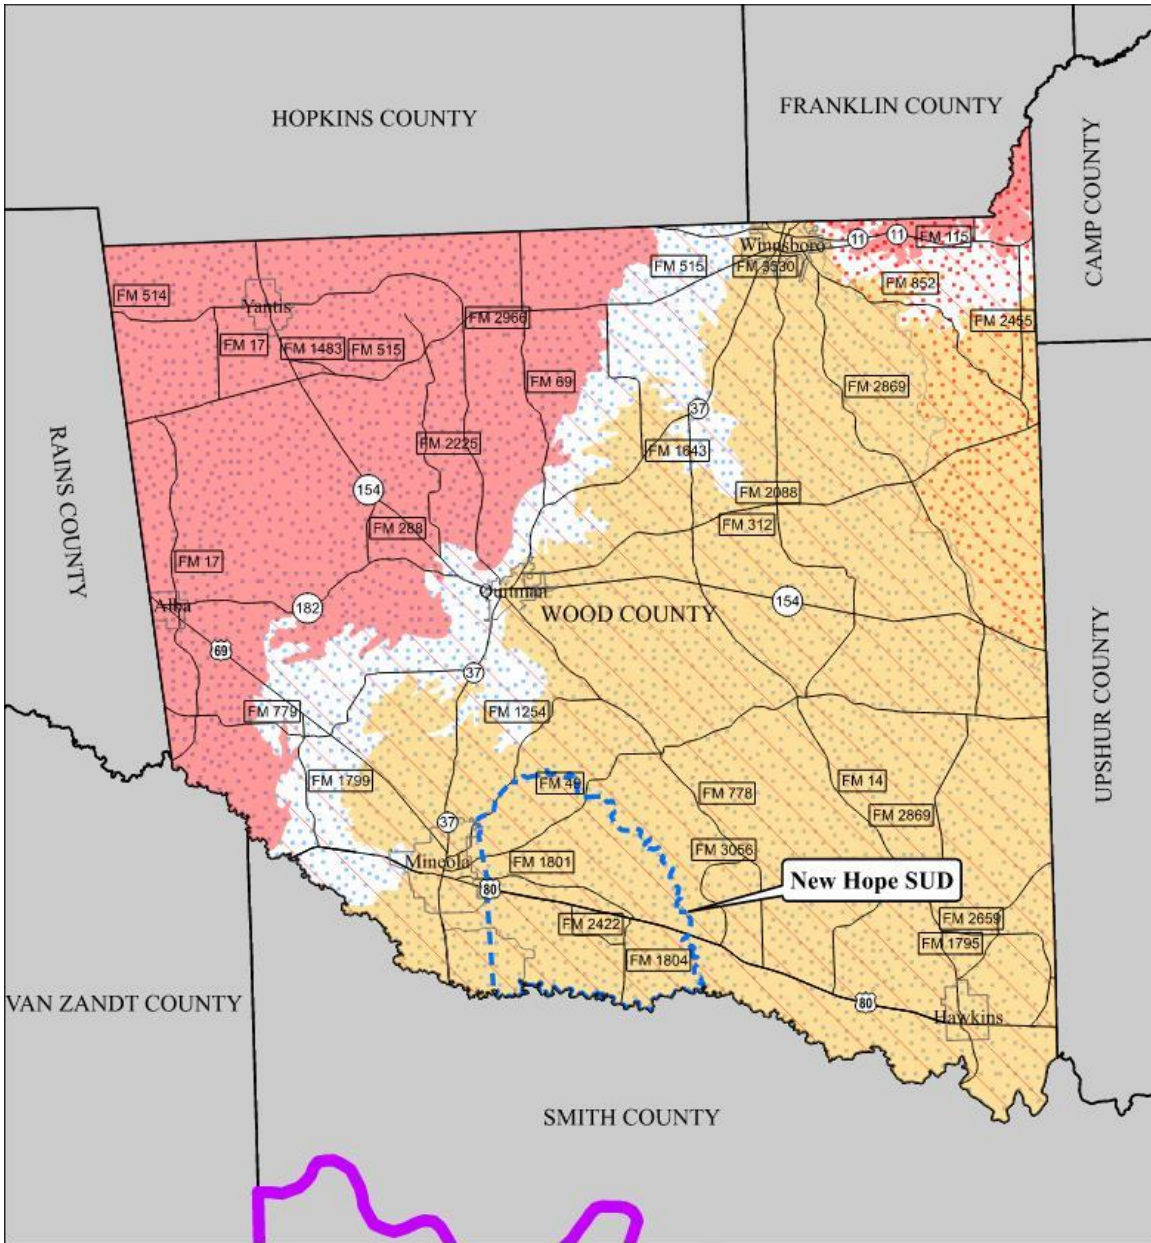 HOPKINS COUNTY
FRANKLIN COUNTY
CAMP COUNTY
RAINS COUNTY
UPSHUR COUNTY
VAN ZANDT COUNTY
SMITH COUNTY
WOOD COUNTY
Winnsboro
11
11
FM 115
FM 515
FM 3330
FM 852
FM 514
Yantis
FM 2966
FM 2455
FM 17
FM 1483
FM 515
FM 69
FM 2869
37
FM 2225
FM 1643
154
FM 2088
FM 288
FM 312
FM 17
Quitman
Alba
182
154
69
37
FM 779
FM 1254
FM 1799
FM 49
FM 778
FM 14
37
FM 2869
Mineola
FM 1801
FM 3056
80
New Hope SUD
FM 2422
FM 2659
FM 1795
FM 1804
80
Hawkins